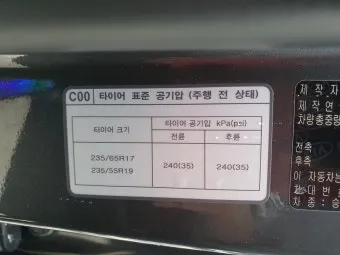 C00 타이어 표준 공기압 (주행 전 상태)
타이어 크기
타이어 공기압 kPa(psi)
전륜 후륜
235/65R17
235/55R19
240(35) 240(35)
제 작 자
제 작 연
차량총중량
전축
후축
이 자동차는
차 대 번
차 종 : 승